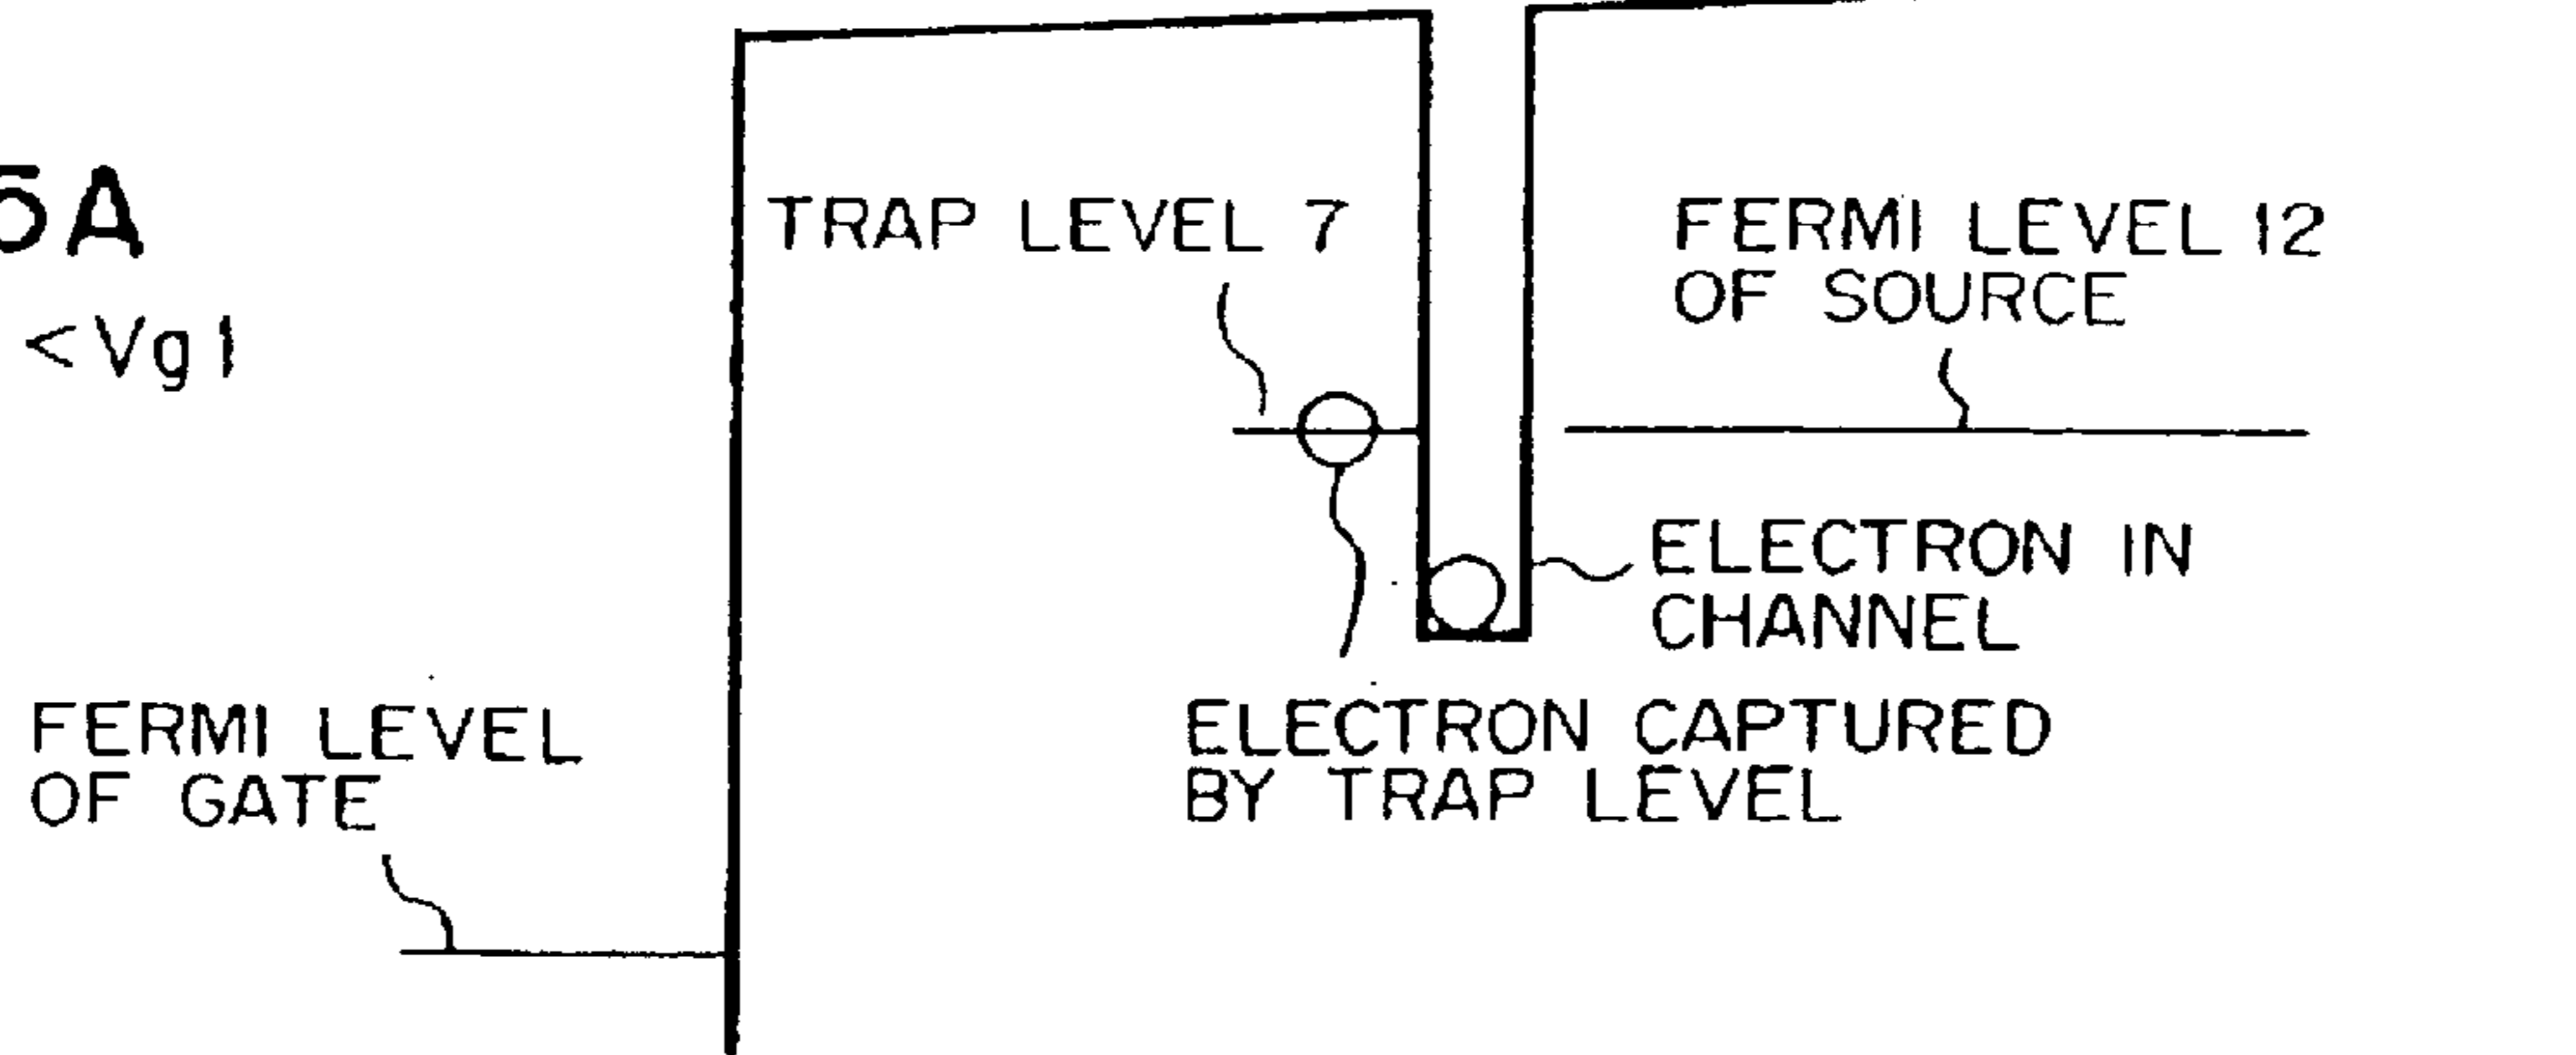 5A
< Vg1
TRAP LEVEL 7
FERMI LEVEL 12
OF SOURCE
ELECTRON IN
CHANNEL
ELECTRON CAPTURED
BY TRAP LEVEL
FERMI LEVEL
OF GATE